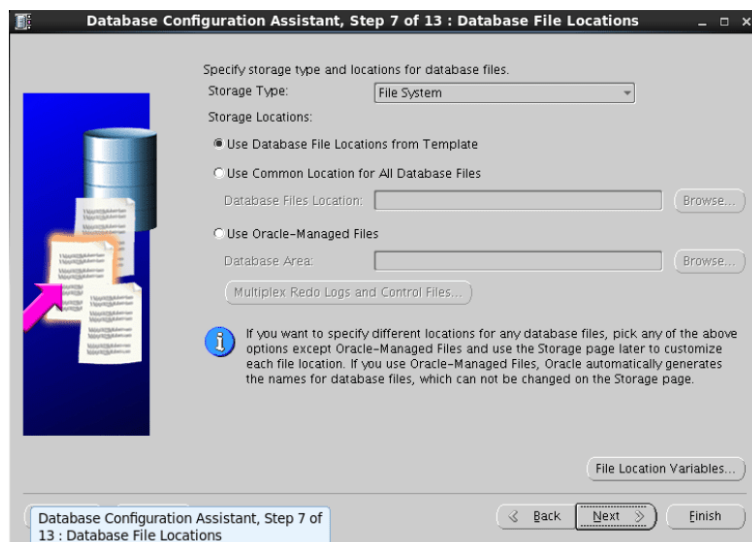 Database Configuration Assistant, Step 7 of 13 : Database File Locations
Specify storage type and locations for database files.
Storage Type:
File System
Storage Locations:
Use Database File Locations from Template
Use Common Location for All Database Files
Database Files Location:
Browse...
Use Oracle-Managed Files
Database Area:
Browse...
Multiplex Redo Logs and Control Files...
If you want to specify different locations for any database files, pick any of the above
options except Oracle-Managed Files and use the Storage page later to customize
each file location. If you use Oracle-Managed Files, Oracle automatically generates
the names for database files, which can not be changed on the Storage page.
File Location Variables...
Back
Next
Finish
Database Configuration Assistant, Step 7 of
13 : Database File Locations